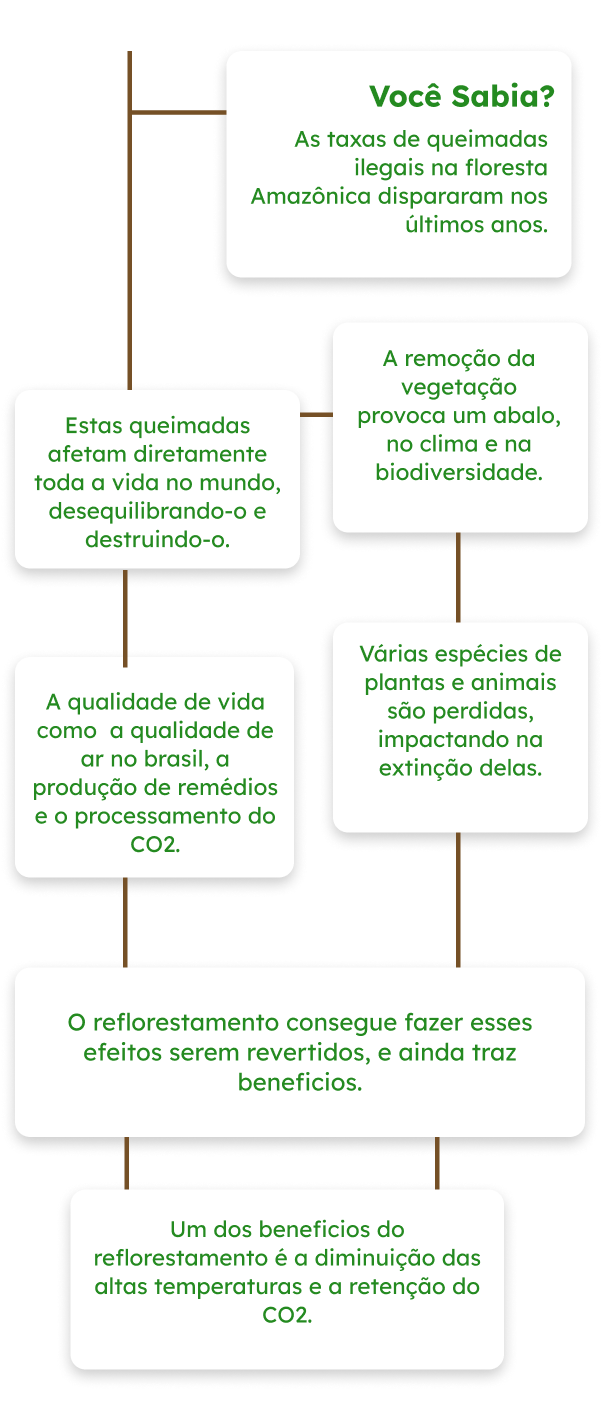 Você Sabia?
As taxas de queimadas
ilegais na floresta
Amazônica dispararam nos
últimos anos.
A remoção da
vegetação
provoca um abalo,
no clima e na
biodiversidade.
Estas queimadas
afetam diretamente
toda a vida no mundo,
desequilibrando-o e
destruindo-o.
Várias espécies de
plantas e animais
são perdidas,
impactando na
extinção delas.
A qualidade de vida
como  a qualidade de
ar no brasil, a
produção de remédios
e o processamento do
CO2.
O reflorestamento consegue fazer esses
efeitos serem revertidos, e ainda traz
beneficios.
Um dos beneficios do
reflorestamento é a diminuição das
altas temperaturas e a retenção do
CO2.